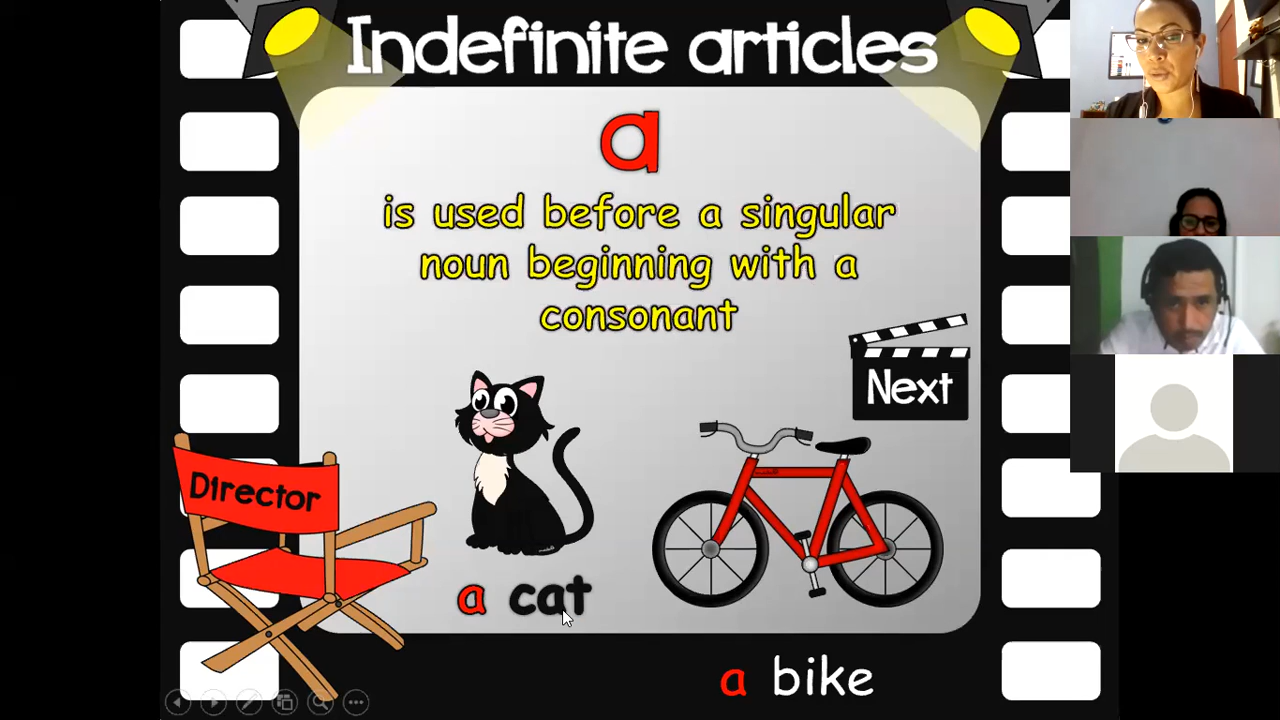 Indefinite articles
a
is used before a singular
noun beginning with a
consonant
Next
Director
a cat
a bike